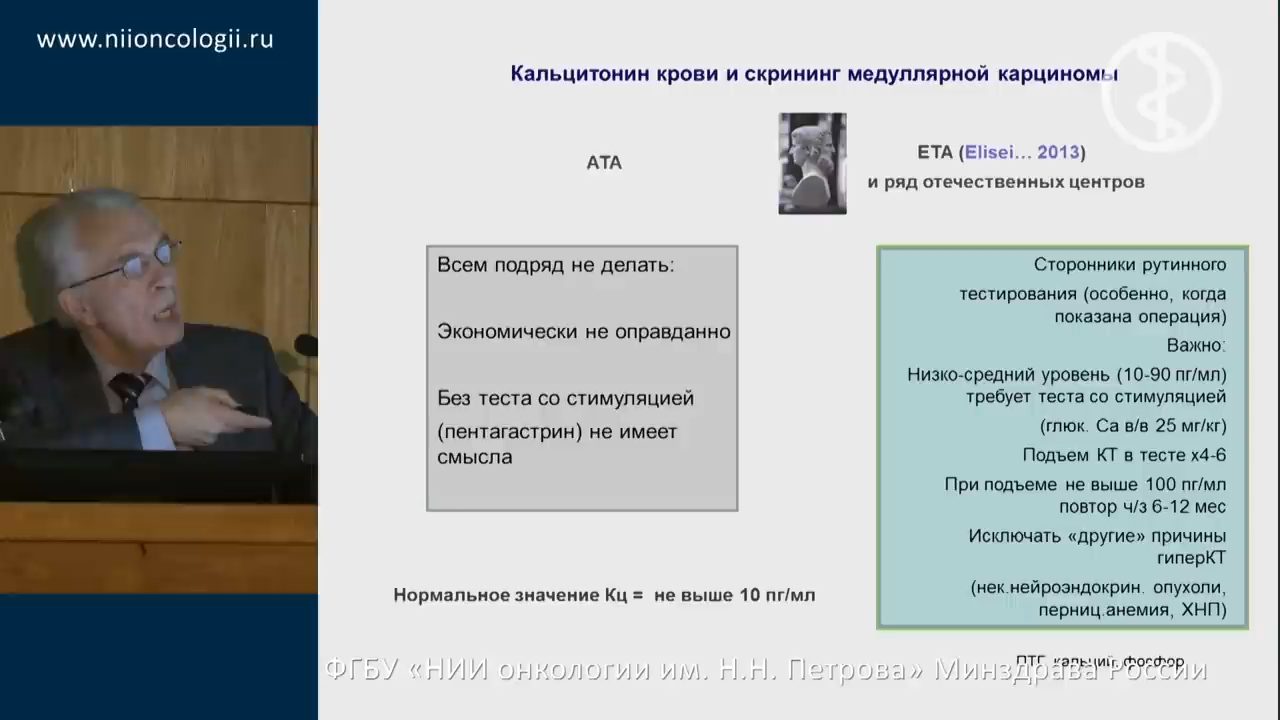 www.niioncologii.ru
Кальцитонин крови и скрининг медуллярной карциномы
АТА
ЕТА (Elisei... 2013)
и ряд отечественных центров
Всем подряд не делать:
Экономически не оправданно
Без теста со стимуляцией
(пентагастрин) не имеет
смысла
Сторонники рутинного
тестирования (особенно, когда
показана операция)
Важно:
Низко-средний уровень (10-90 пг/мл)
требует теста со стимуляцией
(глюк. Са в/в 25 мг/кг)
Подъем КТ в тесте х4-6
При подъеме не выше 100 пг/мл
повтор ч/з 6-12 мес
Исключать «другие» причины
гиперКТ
(нек.нейроэндокрин. опухоли,
перниц.анемия, ХНП)
Нормальное значение Кц = не выше 10 пг/мл
ПТГ, кальций, фосфор
ФГБУ «НИИ онкологии им. Н.Н. Петрова» Минздрава России